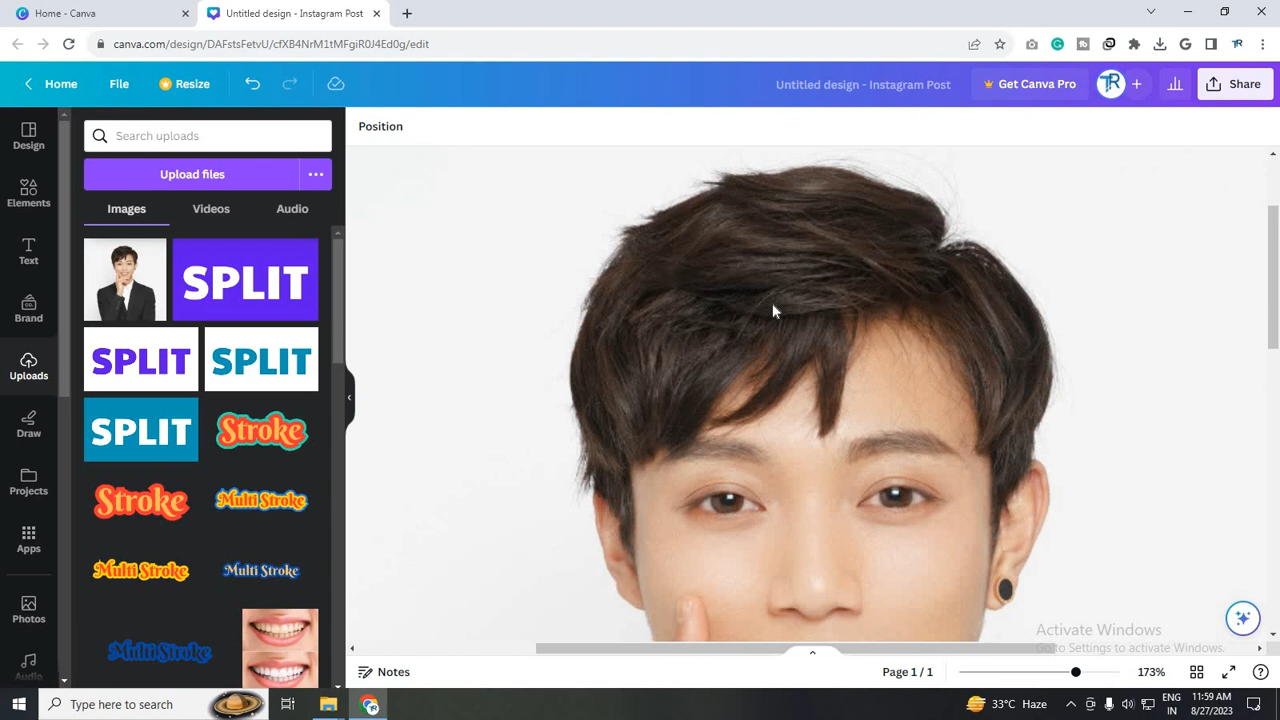 Home - Canva
Untitled design - Instagram Post
canva.com/design/DAFstsFetvU/cfXB4NrM1tMFgiR0J4Ed0g/edit
Home
File
Resize
Untitled design - Instagram Post
Get Canva Pro
Share
Design
Elements
Text
Brand
Uploads
Draw
Projects
Apps
Photos
Audio
Search uploads
Upload files
Images
Videos
Audio
SPLIT
SPLIT
SPLIT
SPLIT
Stroke
Stroke
Multi Stroke
Multi Stroke
Multi Stroke
Multi Stroke
Position
Activate Windows
Go to Settings to activate Windows.
Notes
Page 1 / 1
173%
Type here to search
33°C Haze
ENG
IN
11:59 AM
8/27/2023